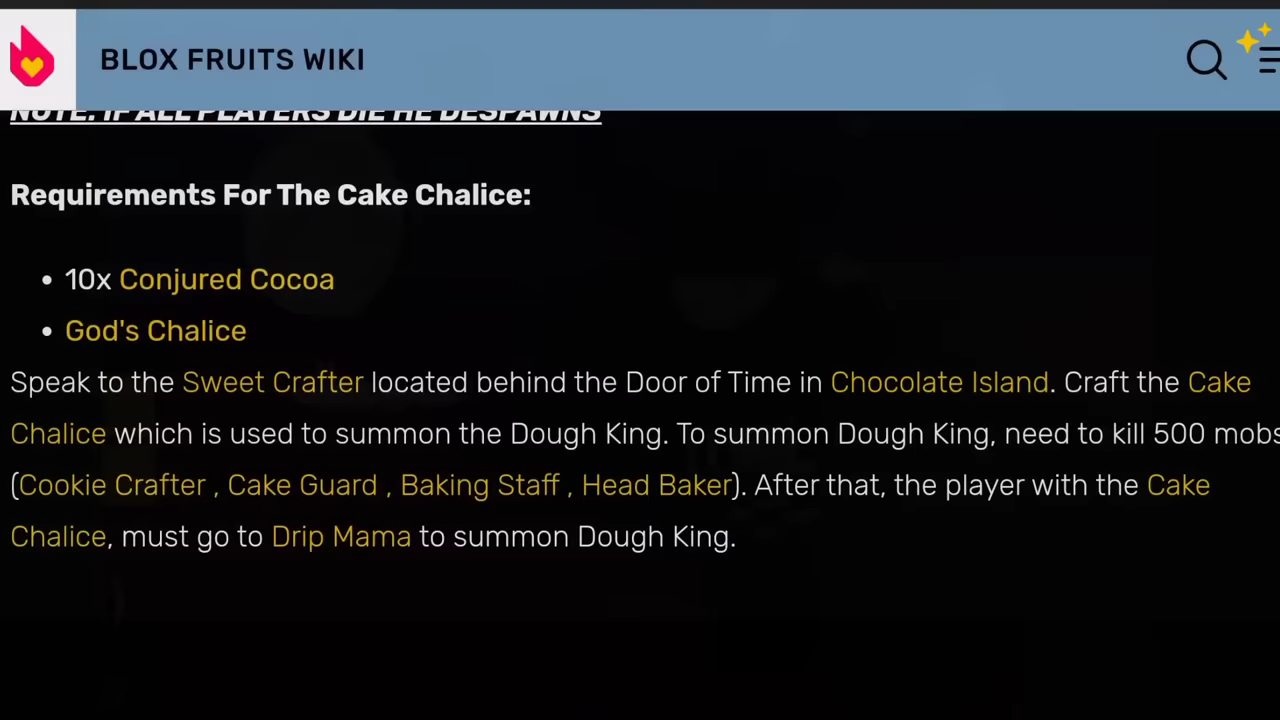 BLOX FRUITS WIKI
NOTE: IF ALL PLAYERS DIE HE DESPAWNS
Requirements For The Cake Chalice:
• 10x Conjured Cocoa
• God's Chalice
Speak to the Sweet Crafter located behind the Door of Time in Chocolate Island. Craft the Cake
Chalice which is used to summon the Dough King. To summon Dough King, need to kill 500 mobs
(Cookie Crafter , Cake Guard , Baking Staff , Head Baker). After that, the player with the Cake
Chalice, must go to Drip Mama to summon Dough King.